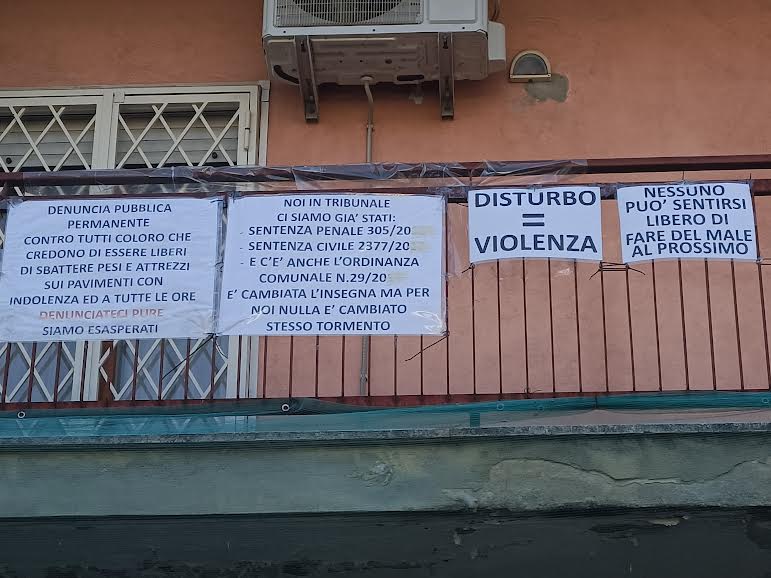 DENUNCIA PUBBLICA
PERMANENTE
CONTRO TUTTI COLORO CHE
CREDONO DI ESSERE LIBERI
DI SBATTERE PESI E ATTREZZI
SUI PAVIMENTI CON
INDOLENZA ED A TUTTE LE ORE
DENUNCIATECI PURE
SIAMO ESASPERATI
NOI IN TRIBUNALE
CI SIAMO GIA' STATI:
- SENTENZA PENALE 305/20
- SENTENZA CIVILE 2377/20
- E C'E' ANCHE L'ORDINANZA
COMUNALE N.29/20
E' CAMBIATA L'INSEGNA MA PER
NOI NULLA E' CAMBIATO
STESSO TORMENTO
DISTURBO
=
VIOLENZA
NESSUNO
PUO' SENTIRSI
LIBERO DI
FARE DEL MALE
AL PROSSIMO